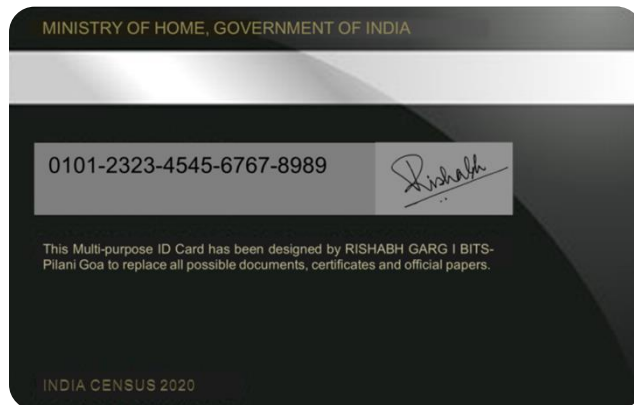 MINISTRY OF HOME, GOVERNMENT OF INDIA
0101-2323-4545-6767-8989
Rishabh
This Multi-purpose ID Card has been designed by RISHABH GARG I BITS-
Pilani Goa to replace all possible documents, certificates and official papers.
INDIA CENSUS 2020